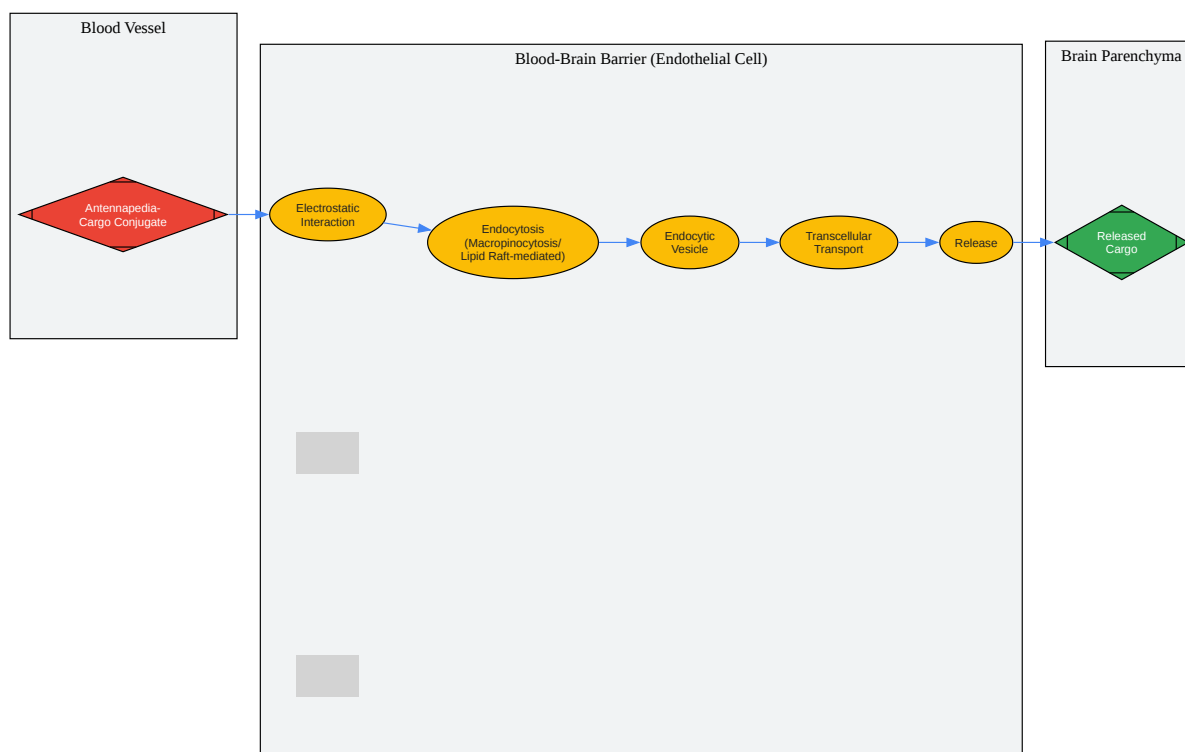 Blood Vessel
Antennapedia-
Cargo Conjugate
Blood-Brain Barrier (Endothelial Cell)
Electrostatic
Interaction
Endocytosis
(Macropinocytosis/
Lipid Raft-mediated)
Endocytic
Vesicle
Transcellular
Transport
Release
Brain Parenchyma
Released
Cargo